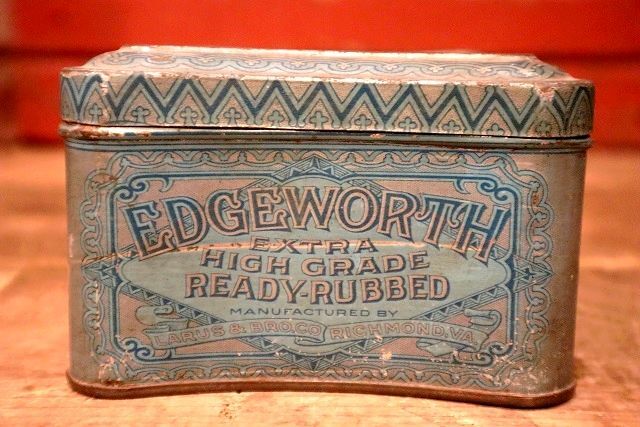 EDGEWORTH
EXTRA
HIGH GRADE
READY-RUBBED
MANUFACTURED BY
LARUS & BRO. CO. RICHMOND, VA.